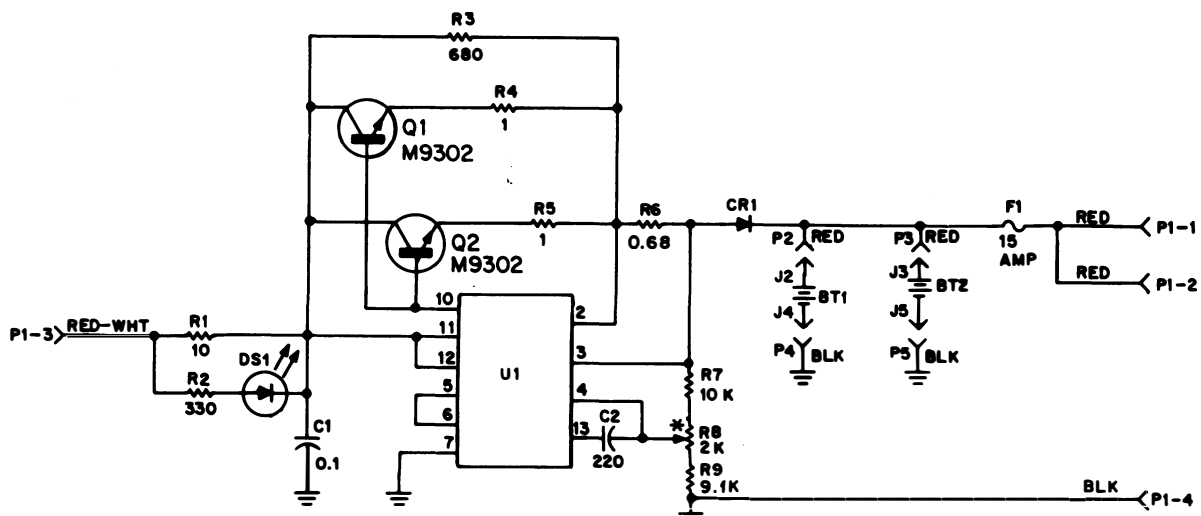 R3
680
R4
1
Q1
M9302
R5
1
R6
0.68
Q2
M9302
CR1
P2
RED
J2
BT1
J4
P4
BLK
P3
RED
J3
BT2
J5
P5
BLK
F1
15
AMP
RED
P1-1
RED
P1-2
P1-3
RED-WHT
R1
10
DS1
R2
330
C1
0.1
10
11
12
5
6
7
U1
2
3
4
13
C2
220
R7
10 K
*
R8
2K
R9
9.1K
BLK
P1-4